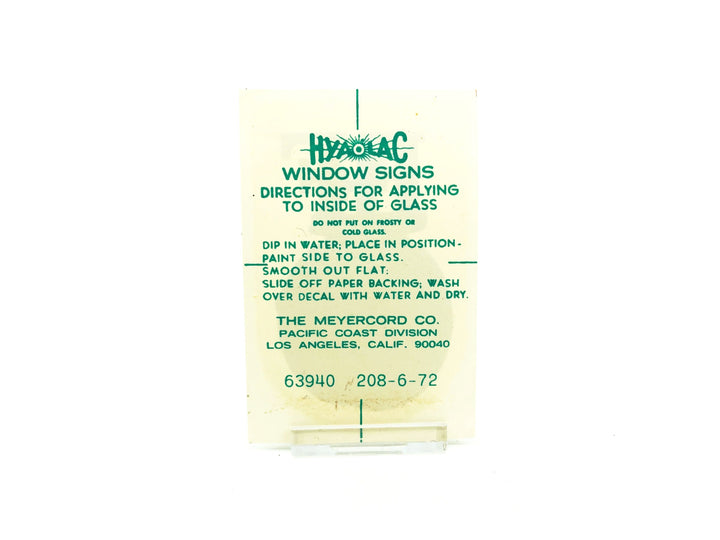 HYALAC
WINDOW SIGNS
DIRECTIONS FOR APPLYING
TO INSIDE OF GLASS
DO NOT PUT ON FROSTY OR
COLD GLASS.
DIP IN WATER; PLACE IN POSITION-
PAINT SIDE TO GLASS.
SMOOTH OUT FLAT:
SLIDE OFF PAPER BACKING; WASH
OVER DECAL WITH WATER AND DRY.
THE MEYERCORD CO.
PACIFIC COAST DIVISION
LOS ANGELES, CALIF. 90040
63940 208-6-72